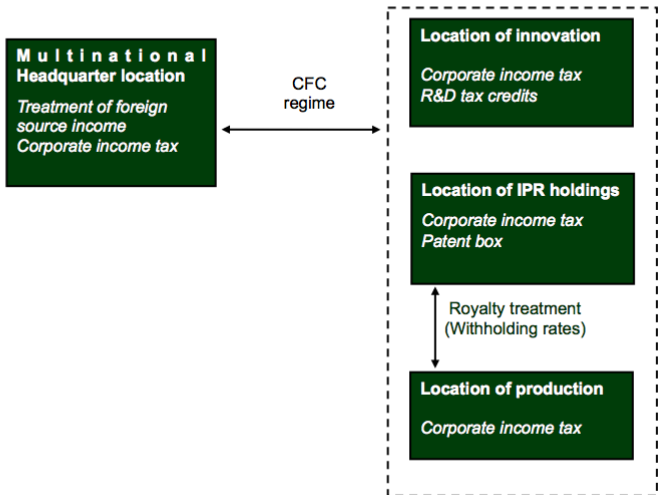 Multinational
Headquarter location
Treatment of foreign
source income
Corporate income tax
CFC
regime
Location of innovation
Corporate income tax
R&D tax credits
Location of IPR holdings
Corporate income tax
Patent box
Royalty treatment
(Withholding rates)
Location of production
Corporate income tax